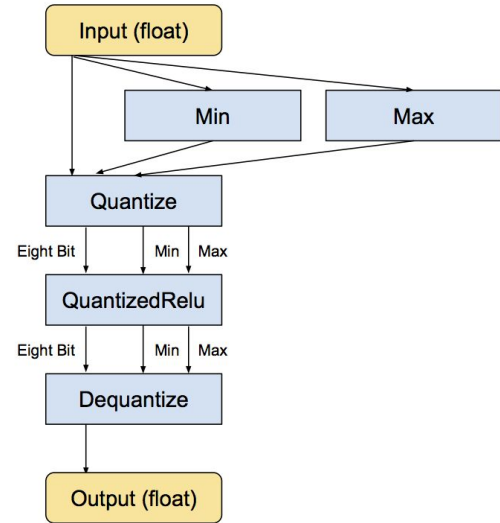 Input (float)
Min
Max
Quantize
Eight Bit
Min
Max
QuantizedRelu
Eight Bit
Min
Max
Dequantize
Output (float)